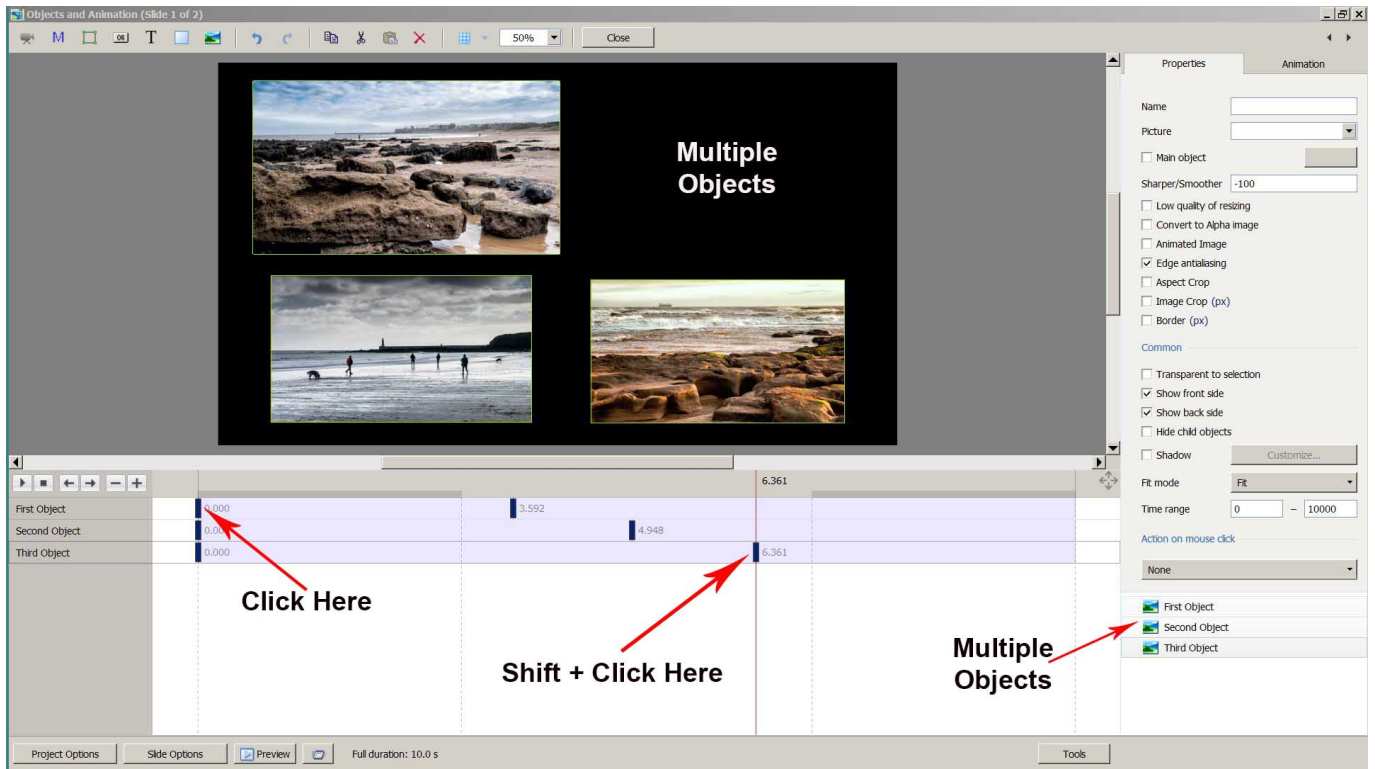 Objects and Animation (Slide 1 of 2)
M OK T 50% Close
Properties Animation
Name
Picture
Main object
Sharper/Smoother -100
Low quality of resizing
Convert to Alpha image
Animated Image
Edge antialiasing
Aspect Crop
Image Crop (px)
Border (px)
Common
Transparent to selection
Show front side
Show back side
Hide child objects
Shadow Customize...
Fit mode Fit
Time range 0 – 10000
Action on mouse click
None
First Object
Second Object
Third Object
Multiple
Objects
6.361
First Object 0.000 3.592
Second Object 0.000 4.948
Third Object 0.000 6.361
Click Here
Shift + Click Here
Multiple
Objects
Project Options Slide Options Preview Full duration: 10.0 s Tools